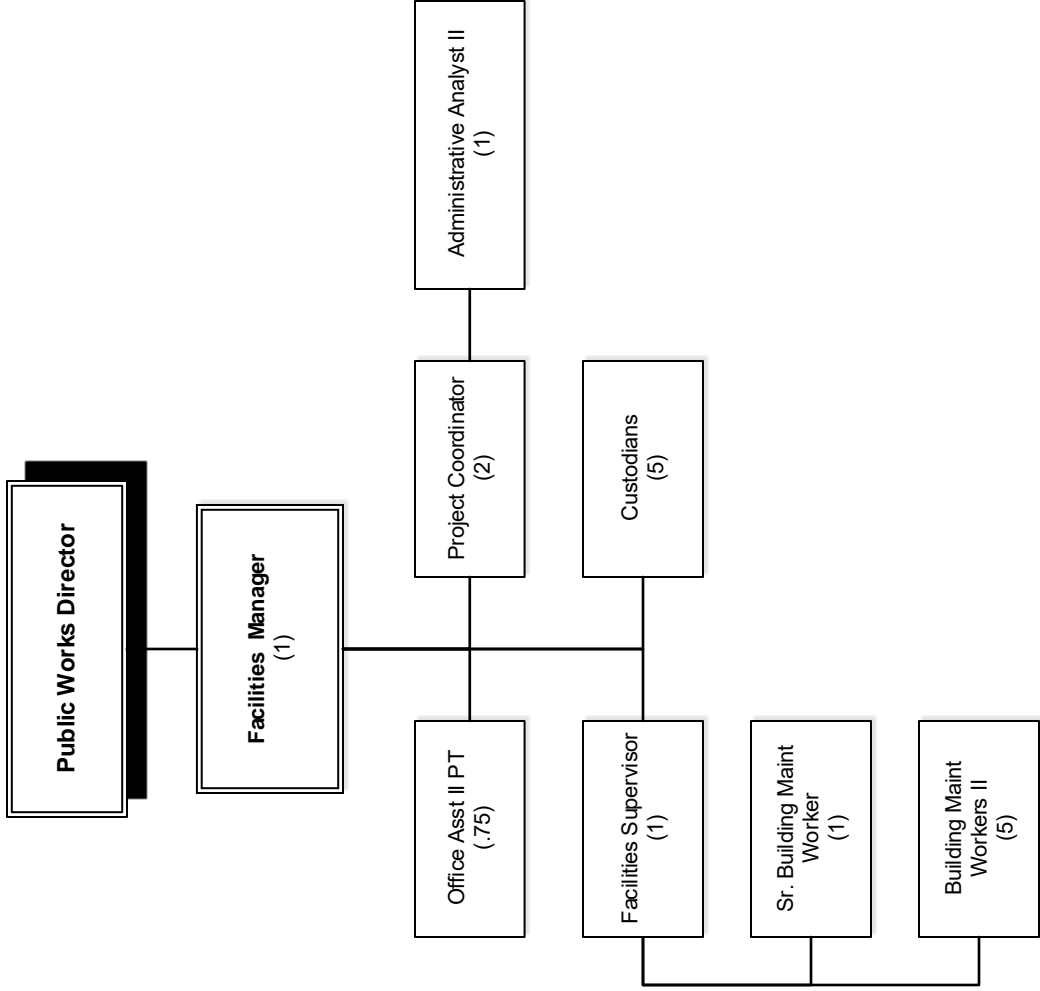 Public Works Director
Facilities Manager
(1)
Office Asst II PT
(.75)
Project Coordinator
(2)
Administrative Analyst II
(1)
Facilities Supervisor
(1)
Custodians
(5)
Sr. Building Maint
Worker
(1)
Building Maint
Workers II
(5)